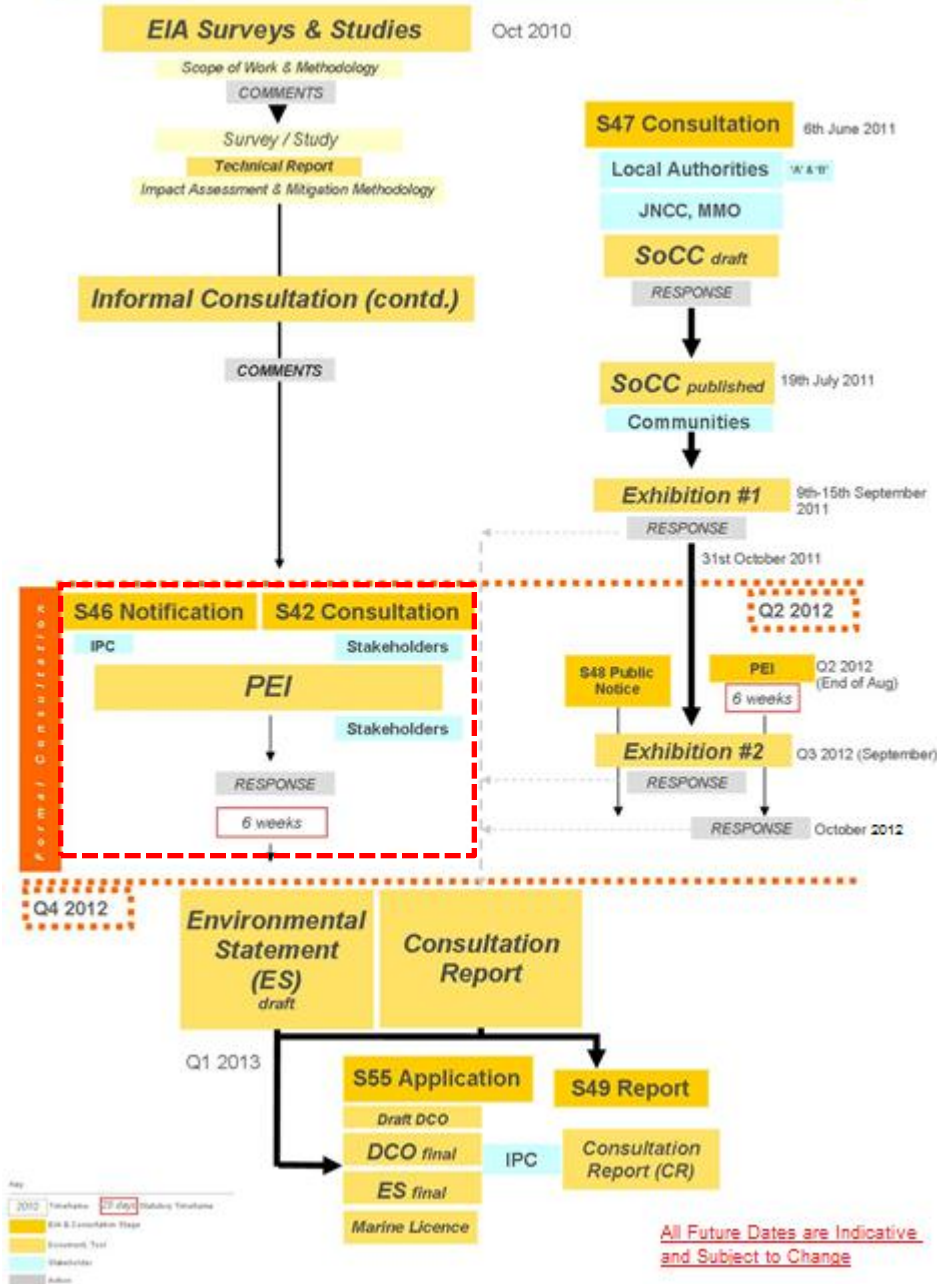 EIA Surveys & Studies
Oct 2010
Scope of Work & Methodology
COMMENTS
Survey / Study
Technical Report
Impact Assessment & Mitigation Methodology
Informal Consultation (contd.)
COMMENTS
S47 Consultation
6th June 2011
Local Authorities
'A' & 'B'
JNCC, MMO
SoCC draft
RESPONSE
SoCC published
19th July 2011
Communities
Exhibition #1
9th-15th September
2011
RESPONSE
31st October 2011
Formal Consultation
S46 Notification
S42 Consultation
IPC
Stakeholders
PEI
Stakeholders
RESPONSE
6 weeks
Q2 2012
S48 Public
Notice
PEI
Q2 2012
(End of Aug)
6 weeks
Exhibition #2
Q3 2012 (September)
RESPONSE
RESPONSE
October 2012
Q4 2012
Environmental
Statement
(ES)
draft
Consultation
Report
Q1 2013
S55 Application
S49 Report
Draft DCO
DCO final
IPC
Consultation
Report (CR)
ES final
Marine Licence
Key
2010 Timeframe
28 days Statutory Timeframe
EIA & Consultation Stage
Document, Tool
Stakeholder
Action
All Future Dates are Indicative
and Subject to Change